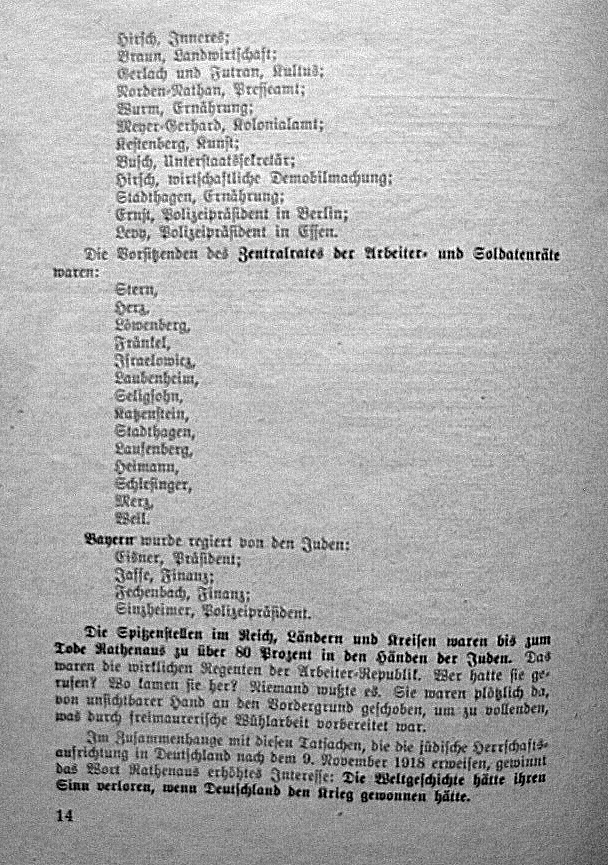 Hirsch, Inneres;
Braun, Landwirtschaft;
Gerlach und Futran, Kultus;
Norden-Nathan, Presseamt;
Wurm, Ernährung;
Meyer-Gerhard, Kolonialamt;
Kestenberg, Kunst;
Busch, Unterstaatssekretär;
Hirsch, wirtschaftliche Demobilmachung;
Stadthagen, Ernährung;
Ernst, Polizeipräsident in Berlin;
Levy, Polizeipräsident in Essen.
Die Vorsitzenden des Zentralrates der Arbeiter- und Soldatenräte
waren:
Stern,
Herz,
Löwenberg,
Fränkel,
Israelowicz,
Laubenheim,
Seligsohn,
Katzenstein,
Stadthagen,
Laufenberg,
Heimann,
Schlesinger,
Merz,
Weil.
Bayern wurde regiert von den Juden:
Eisner, Präsident;
Jaffe, Finanz;
Fechenbach, Finanz;
Sinzheimer, Polizeipräsident.
Die Spitzenstellen im Reich, Ländern und Kreisen waren bis zum
Tode Rathenaus zu über 80 Prozent in den Händen der Juden. Das
waren die wirklichen Regenten der Arbeiter-Republik. Wer hatte sie ge-
rufen? Wo kamen sie her? Niemand wußte es. Sie waren plötzlich da,
von unsichtbarer Hand an den Vordergrund geschoben, um zu vollenden,
was durch freimaurerische Wühlarbeit vorbereitet war.
Im Zusammenhange mit diesen Tatsachen, die die jüdische Herrschafts-
aufrichtung in Deutschland nach dem 9. November 1918 erweisen, gewinnt
das Wort Rathenaus erhöhtes Interesse: Die Weltgeschichte hätte ihren
Sinn verloren, wenn Deutschland den Krieg gewonnen hätte.
14